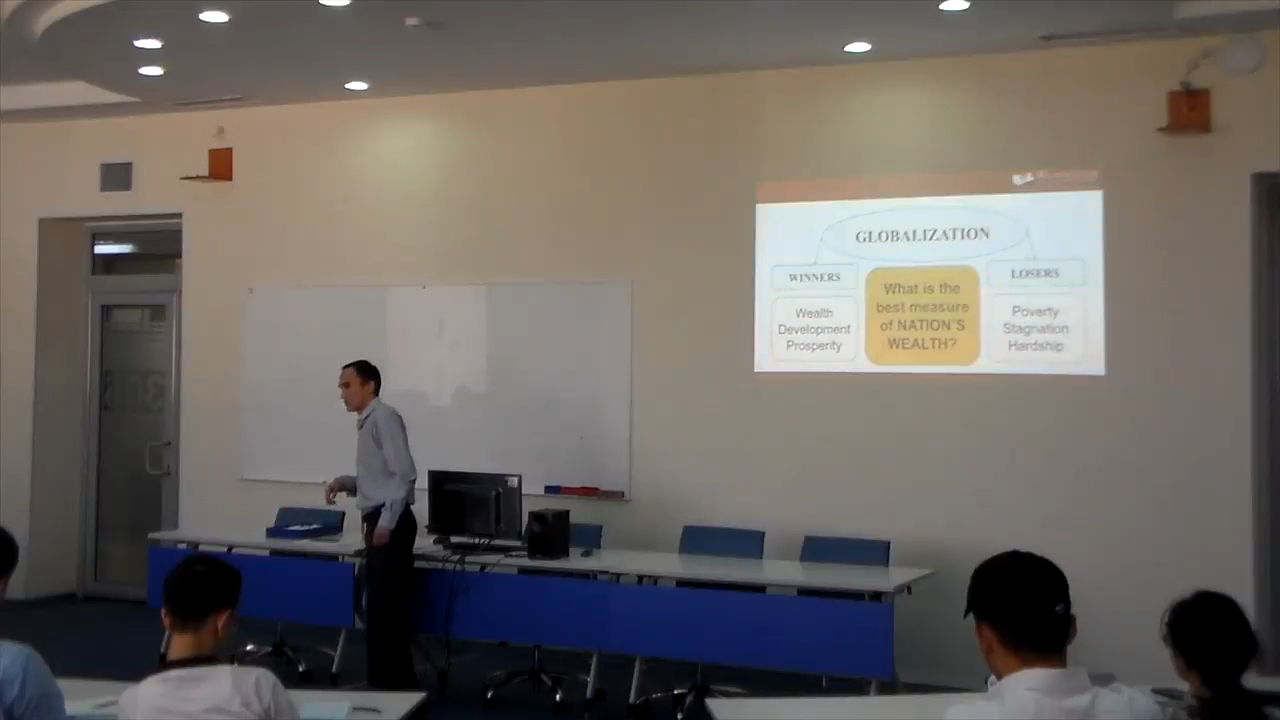 GLOBALIZATION
WINNERS
Wealth
Development
Prosperity
What is the
best measure
of NATION'S
WEALTH?
LOSERS
Poverty
Stagnation
Hardship